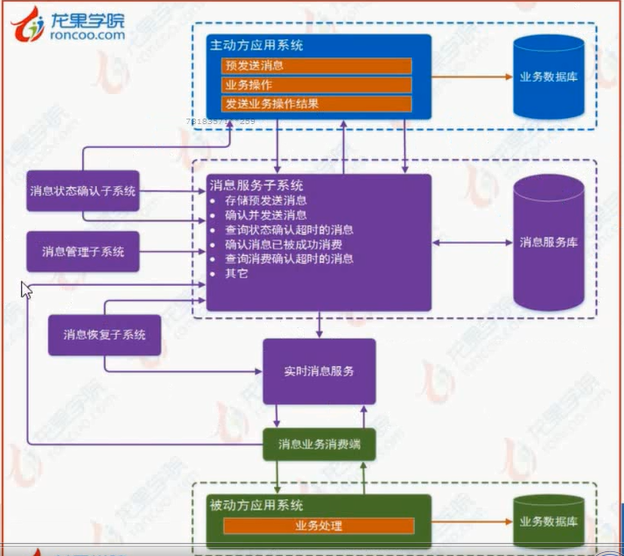 龙果学院
roncoo.com
主动方应用系统
预发送消息
业务操作
发送业务操作结果
业务数据库
消息状态确认子系统
消息服务子系统
• 存储预发送消息
• 确认并发送消息
• 查询状态确认超时的消息
• 确认消息已被成功消费
• 查询消费确认超时的消息
• 其它
消息服务库
消息管理子系统
消息恢复子系统
实时消息服务
消息业务消费端
被动方应用系统
业务处理
业务数据库